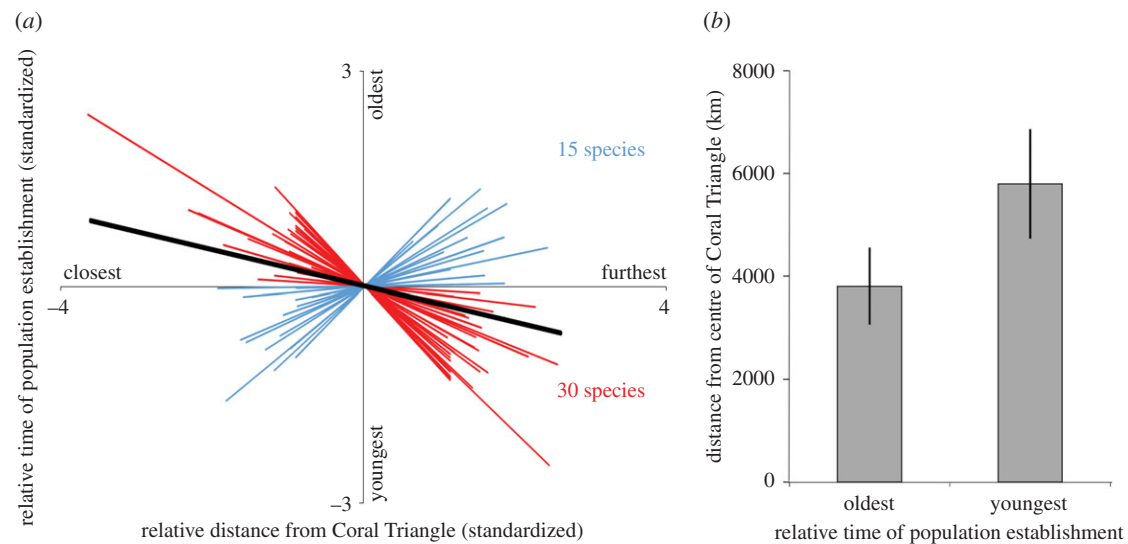 (a)
relative time of population establishment (standardized)
3
oldest
15 species
closest
furthest
−4
4
30 species
youngest
−3
relative distance from Coral Triangle (standardized)
(b)
distance from centre of Coral Triangle (km)
8000
6000
4000
2000
0
oldest
youngest
relative time of population establishment